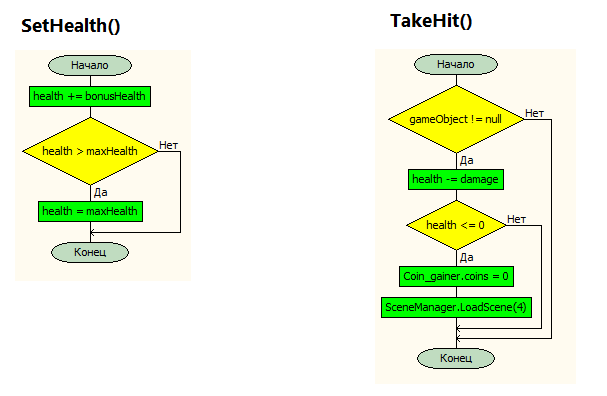 SetHealth()
Начало
health += bonusHealth
health > maxHealth
Нет
Да
health = maxHealth
Конец
TakeHit()
Начало
gameObject != null
Нет
Да
health -= damage
health <= 0
Нет
Да
Coin_gainer.coins = 0
SceneManager.LoadScene(4)
Конец